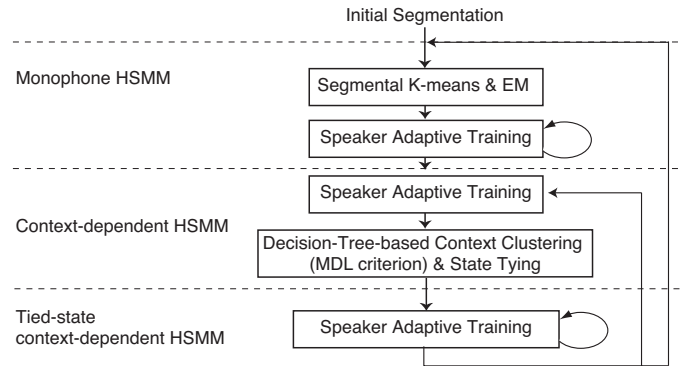 Initial Segmentation
Monophone HSMM
Segmental K-means & EM
Speaker Adaptive Training
Speaker Adaptive Training
Context-dependent HSMM
Decision-Tree-based Context Clustering
(MDL criterion) & State Tying
Tied-state
context-dependent HSMM
Speaker Adaptive Training